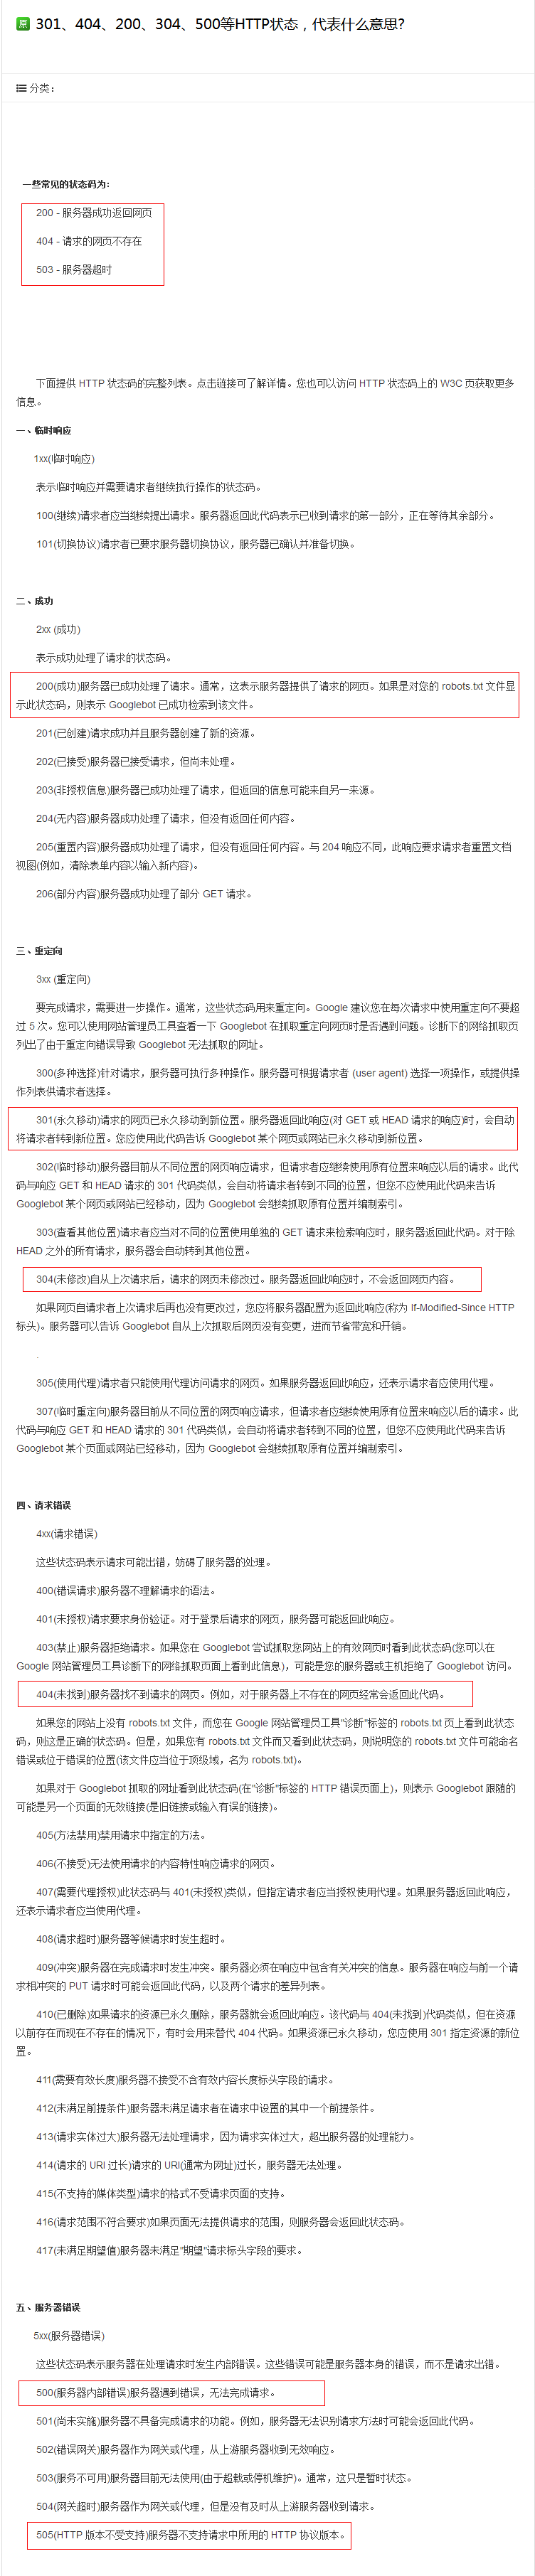 原 301、404、200、304、500等HTTP状态，代表什么意思?
分类：
一些常见的状态码为：
200 - 服务器成功返回网页
404 - 请求的网页不存在
503 - 服务器超时
下面提供 HTTP 状态码的完整列表。点击链接可了解详情。您也可以访问 HTTP 状态码上的 W3C 页获取更多
信息。
一、临时响应
1xx(临时响应)
表示临时响应并需要请求者继续执行操作的状态码。
100(继续)请求者应当继续提出请求。服务器返回此代码表示已收到请求的第一部分，正在等待其余部分。
101(切换协议)请求者已要求服务器切换协议，服务器已确认并准备切换。
二、成功
2xx (成功)
表示成功处理了请求的状态码。
200(成功)服务器已成功处理了请求。通常，这表示服务器提供了请求的网页。如果是对您的 robots.txt 文件显
示此状态码，则表示 Googlebot 已成功检索到该文件。
201(已创建)请求成功并且服务器创建了新的资源。
202(已接受)服务器已接受请求，但尚未处理。
203(非授权信息)服务器已成功处理了请求，但返回的信息可能来自另一来源。
204(无内容)服务器成功处理了请求，但没有返回任何内容。
205(重置内容)服务器成功处理了请求，但没有返回任何内容。与 204 响应不同，此响应要求请求者重置文档
视图(例如，清除表单内容以输入新内容)。
206(部分内容)服务器成功处理了部分 GET 请求。
三、重定向
3xx (重定向)
要完成请求，需要进一步操作。通常，这些状态码用来重定向。Google 建议您在每次请求中使用重定向不要超
过 5 次。您可以使用网站管理员工具查看一下 Googlebot 在抓取重定向网页时是否遇到问题。诊断下的网络抓取页
列出了由于重定向错误导致 Googlebot 无法抓取的网址。
300(多种选择)针对请求，服务器可执行多种操作。服务器可根据请求者 (user agent) 选择一项操作，或提供操
作列表供请求者选择。
301(永久移动)请求的网页已永久移动到新位置。服务器返回此响应(对 GET 或 HEAD 请求的响应)时，会自动
将请求者转到新位置。您应使用此代码告诉 Googlebot 某个网页或网站已永久移动到新位置。
302(临时移动)服务器目前从不同位置的网页响应请求，但请求者应继续使用原有位置来响应以后的请求。此代
码与响应 GET 和 HEAD 请求的 301 代码类似，会自动将请求者转到不同的位置，但您不应使用此代码来告诉
Googlebot 某个网页或网站已经移动，因为 Googlebot 会继续抓取原有位置并编制索引。
303(查看其他位置)请求者应当对不同的位置使用单独的 GET 请求来检索响应时，服务器返回此代码。对于除
HEAD 之外的所有请求，服务器会自动转到其他位置。
304(未修改)自从上次请求后，请求的网页未修改过。服务器返回此响应时，不会返回网页内容。
如果网页自请求者上次请求后再也没有更改过，您应将服务器配置为返回此响应(称为 If-Modified-Since HTTP
标头)。服务器可以告诉 Googlebot 自从上次抓取后网页没有变更，进而节省带宽和开销。
.
305(使用代理)请求者只能使用代理访问请求的网页。如果服务器返回此响应，还表示请求者应使用代理。
307(临时重定向)服务器目前从不同位置的网页响应请求，但请求者应继续使用原有位置来响应以后的请求。此
代码与响应 GET 和 HEAD 请求的 301 代码类似，会自动将请求者转到不同的位置，但您不应使用此代码来告诉
Googlebot 某个页面或网站已经移动，因为 Googlebot 会继续抓取原有位置并编制索引。
四、请求错误
4xx(请求错误)
这些状态码表示请求可能出错，妨碍了服务器的处理。
400(错误请求)服务器不理解请求的语法。
401(未授权)请求要求身份验证。对于登录后请求的网页，服务器可能返回此响应。
403(禁止)服务器拒绝请求。如果您在 Googlebot 尝试抓取您网站上的有效网页时看到此状态码(您可以在
Google 网站管理员工具诊断下的网络抓取页面上看到此信息)，可能是您的服务器或主机拒绝了 Googlebot 访问。
404(未找到)服务器找不到请求的网页。例如，对于服务器上不存在的网页经常会返回此代码。
如果您的网站上没有 robots.txt 文件，而您在 Google 网站管理员工具"诊断"标签的 robots.txt 页上看到此状态
码，则这是正确的状态码。但是，如果您有 robots.txt 文件而又看到此状态码，则说明您的 robots.txt 文件可能命名
错误或位于错误的位置(该文件应当位于顶级域，名为 robots.txt)。
如果对于 Googlebot 抓取的网址看到此状态码(在"诊断"标签的 HTTP 错误页面上)，则表示 Googlebot 跟随的
可能是另一个页面的无效链接(是旧链接或输入有误的链接)。
405(方法禁用)禁用请求中指定的方法。
406(不接受)无法使用请求的内容特性响应请求的网页。
407(需要代理授权)此状态码与 401(未授权)类似，但指定请求者应当授权使用代理。如果服务器返回此响应，
还表示请求者应当使用代理。
408(请求超时)服务器等候请求时发生超时。
409(冲突)服务器在完成请求时发生冲突。服务器必须在响应中包含有关冲突的信息。服务器在响应与前一个请
求相冲突的 PUT 请求时可能会返回此代码，以及两个请求的差异列表。
410(已删除)如果请求的资源已永久删除，服务器就会返回此响应。该代码与 404(未找到)代码类似，但在资源
以前存在而现在不存在的情况下，有时会用来替代 404 代码。如果资源已永久移动，您应使用 301 指定资源的新位
置。
411(需要有效长度)服务器不接受不含有效内容长度标头字段的请求。
412(未满足前提条件)服务器未满足请求者在请求中设置的其中一个前提条件。
413(请求实体过大)服务器无法处理请求，因为请求实体过大，超出服务器的处理能力。
414(请求的 URI 过长)请求的 URI(通常为网址)过长，服务器无法处理。
415(不支持的媒体类型)请求的格式不受请求页面的支持。
416(请求范围不符合要求)如果页面无法提供请求的范围，则服务器会返回此状态码。
417(未满足期望值)服务器未满足"期望"请求标头字段的要求。
五、服务器错误
5xx(服务器错误)
这些状态码表示服务器在处理请求时发生内部错误。这些错误可能是服务器本身的错误，而不是请求出错。
500(服务器内部错误)服务器遇到错误，无法完成请求。
501(尚未实施)服务器不具备完成请求的功能。例如，服务器无法识别请求方法时可能会返回此代码。
502(错误网关)服务器作为网关或代理，从上游服务器收到无效响应。
503(服务不可用)服务器目前无法使用(由于超载或停机维护)。通常，这只是暂时状态。
504(网关超时)服务器作为网关或代理，但是没有及时从上游服务器收到请求。
505(HTTP 版本不受支持)服务器不支持请求中所用的 HTTP 协议版本。